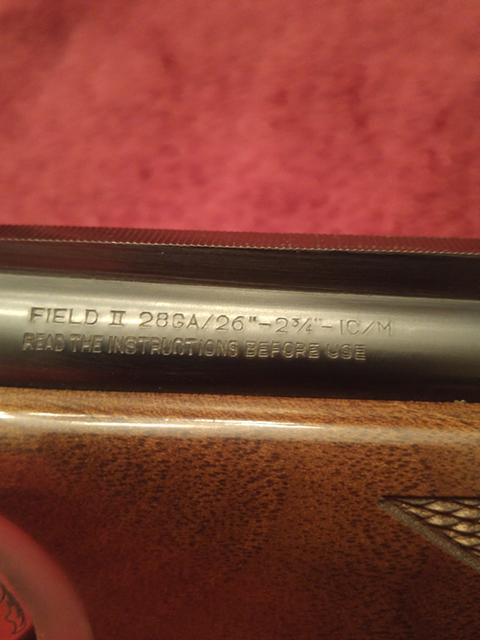 FIELD II 28GA/26"-2¾"-IC/M
READ THE INSTRUCTIONS BEFORE USE